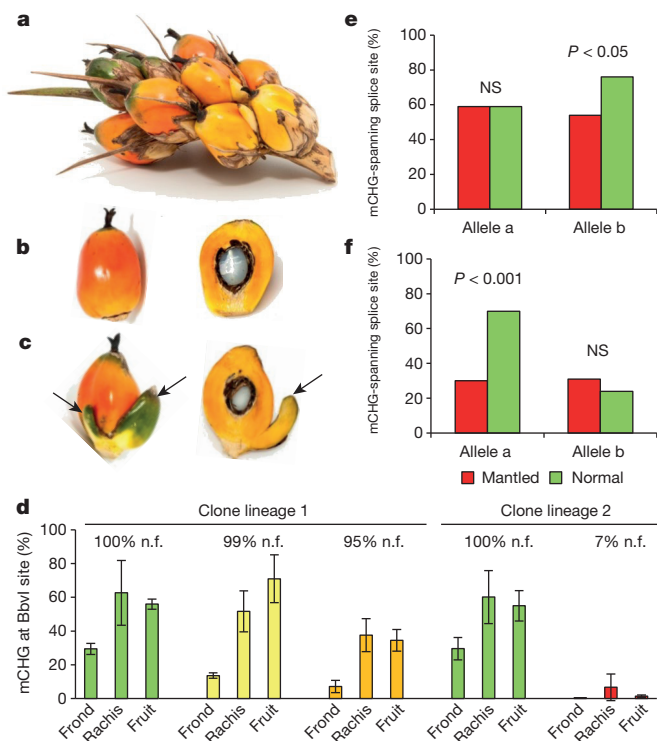 a
b
c
e
mCHG-spanning splice site (%)
100
80
60
40
20
0
NS
P < 0.05
Allele a
Allele b
f
mCHG-spanning splice site (%)
100
80
60
40
20
0
P < 0.001
NS
Allele a
Allele b
Mantled
Normal
d
Clone lineage 1
Clone lineage 2
100% n.f.
99% n.f.
95% n.f.
100% n.f.
7% n.f.
mCHG at BbvI site (%)
100
80
60
40
20
0
Frond
Rachis
Fruit
Frond
Rachis
Fruit
Frond
Rachis
Fruit
Frond
Rachis
Fruit
Frond
Rachis
Fruit